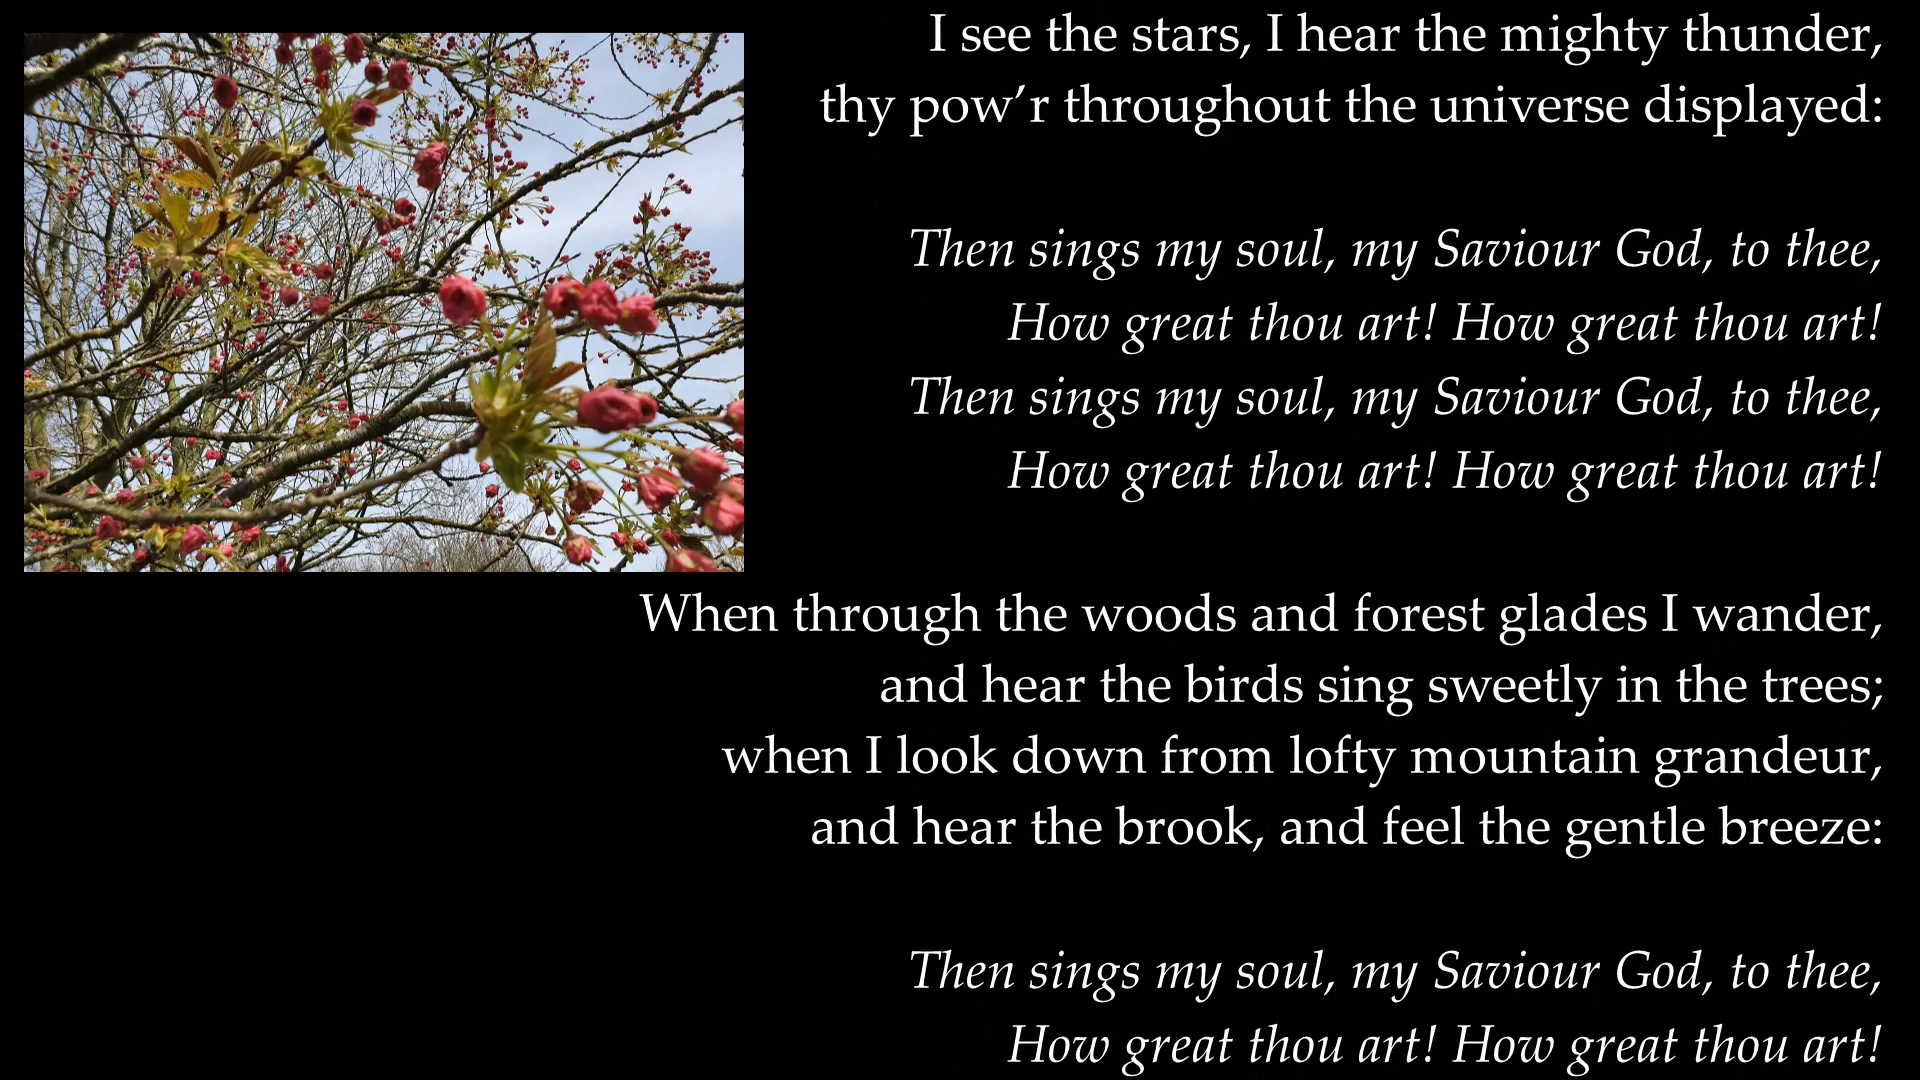 I see the stars, I hear the mighty thunder,
thy pow’r throughout the universe displayed:
Then sings my soul, my Saviour God, to thee,
How great thou art! How great thou art!
Then sings my soul, my Saviour God, to thee,
How great thou art! How great thou art!
When through the woods and forest glades I wander,
and hear the birds sing sweetly in the trees;
when I look down from lofty mountain grandeur,
and hear the brook, and feel the gentle breeze:
Then sings my soul, my Saviour God, to thee,
How great thou art! How great thou art!